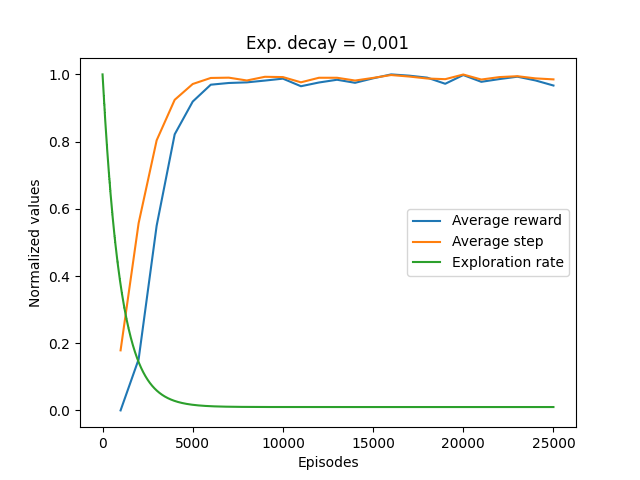 Exp. decay = 0,001
1.0
0.8
0.6
0.4
0.2
0.0
Normalized values
Average reward
Average step
Exploration rate
0 5000 10000 15000 20000 25000
Episodes